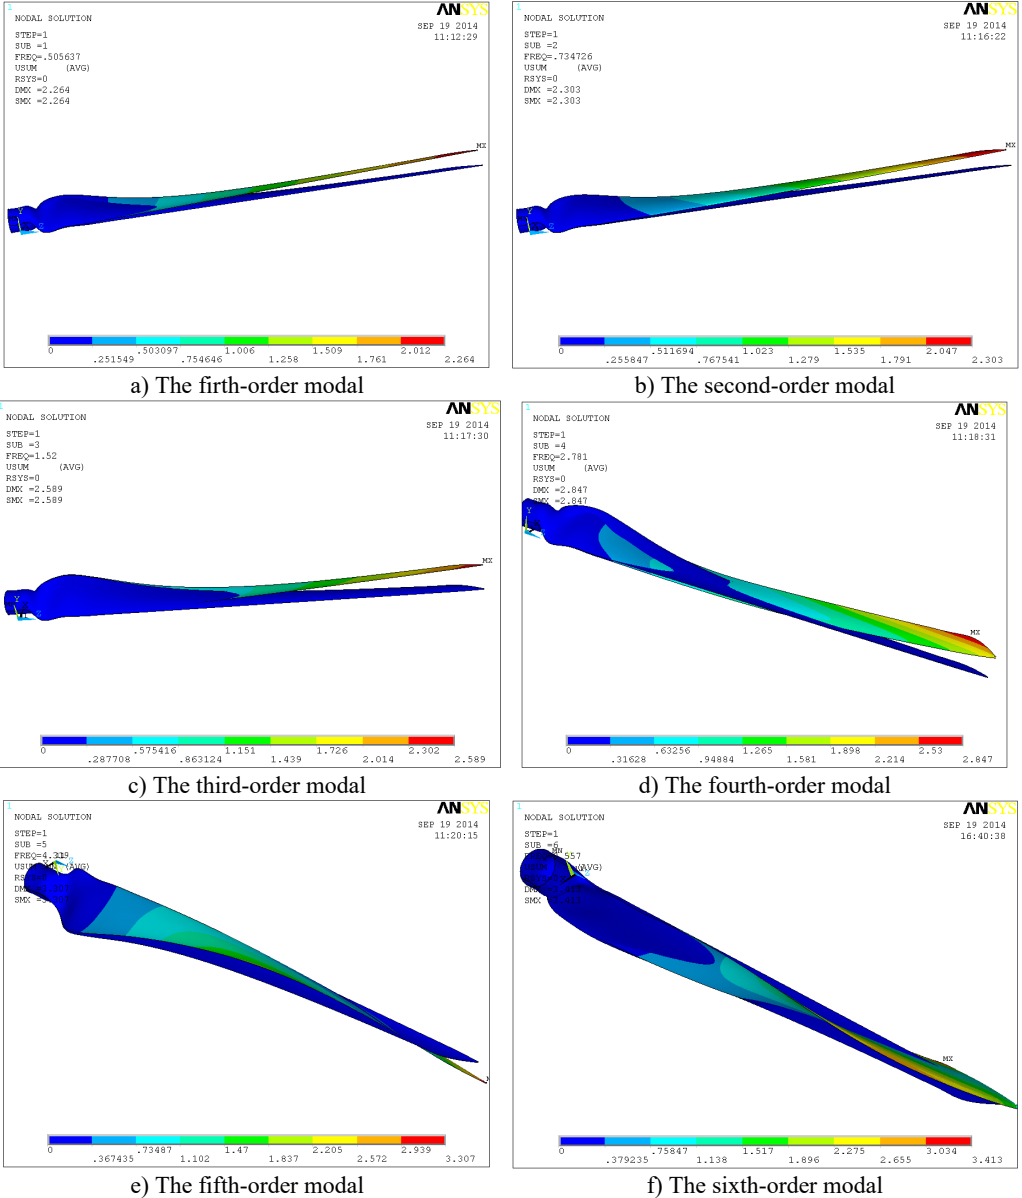 1
ANSYS
NODAL SOLUTION
SEP 19 2014
11:12:29
STEP=1
SUB =1
FREQ=.505637
USUM (AVG)
RSYS=0
DMX =2.264
SMX =2.264
MX
Y
Z
0 .251549 .503097 .754646 1.006 1.258 1.509 1.761 2.012 2.264
a) The firth-order modal
1
ANSYS
NODAL SOLUTION
SEP 19 2014
11:16:22
STEP=1
SUB =2
FREQ=.734726
USUM (AVG)
RSYS=0
DMX =2.303
SMX =2.303
MX
Y
Z
0 .255847 .511694 .767541 1.023 1.279 1.535 1.791 2.047 2.303
b) The second-order modal
1
ANSYS
NODAL SOLUTION
SEP 19 2014
11:17:30
STEP=1
SUB =3
FREQ=1.52
USUM (AVG)
RSYS=0
DMX =2.589
SMX =2.589
MX
Y
Z
0 .287708 .575416 .863124 1.151 1.439 1.726 2.014 2.302 2.589
c) The third-order modal
1
ANSYS
NODAL SOLUTION
SEP 19 2014
11:18:31
STEP=1
SUB =4
FREQ=2.781
USUM (AVG)
RSYS=0
DMX =2.847
SMX =2.847
Y
MX
0 .31628 .63256 .94884 1.265 1.581 1.898 2.214 2.53 2.847
d) The fourth-order modal
1
ANSYS
NODAL SOLUTION
SEP 19 2014
11:20:15
STEP=1
SUB =5
(AVG)
0 .367435 .73487 1.102 1.47 1.837 2.205 2.572 2.939 3.307
e) The fifth-order modal
1
ANSYS
NODAL SOLUTION
SEP 19 2014
16:40:38
STEP=1
SUB =6
MN
(AVG)
MX
0 .379235 .75847 1.138 1.517 1.896 2.275 2.655 3.034 3.413
f) The sixth-order modal